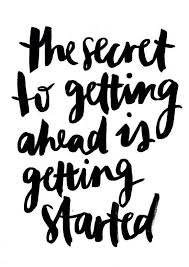 the secret
to getting
ahead is
getting
started